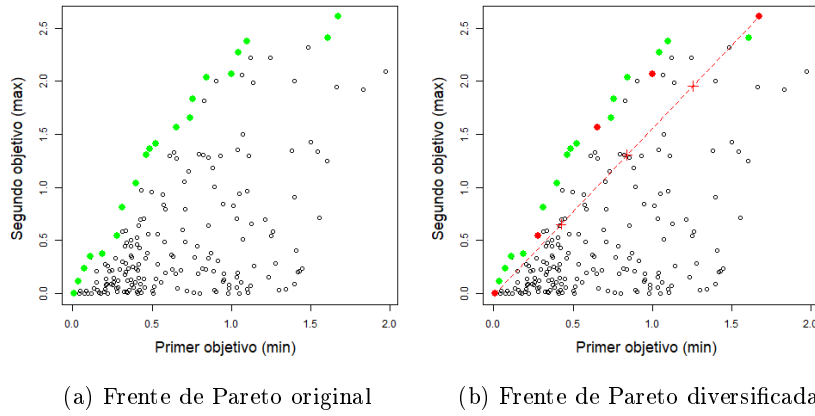 2.5
2.0
1.5
1.0
0.5
0.0
Segundo objetivo (max)
0.0 0.5 1.0 1.5 2.0
Primer objetivo (min)
(a) Frente de Pareto original
2.5
2.0
1.5
1.0
0.5
0.0
Segundo objetivo (max)
0.0 0.5 1.0 1.5 2.0
Primer objetivo (min)
(b) Frente de Pareto diversificada